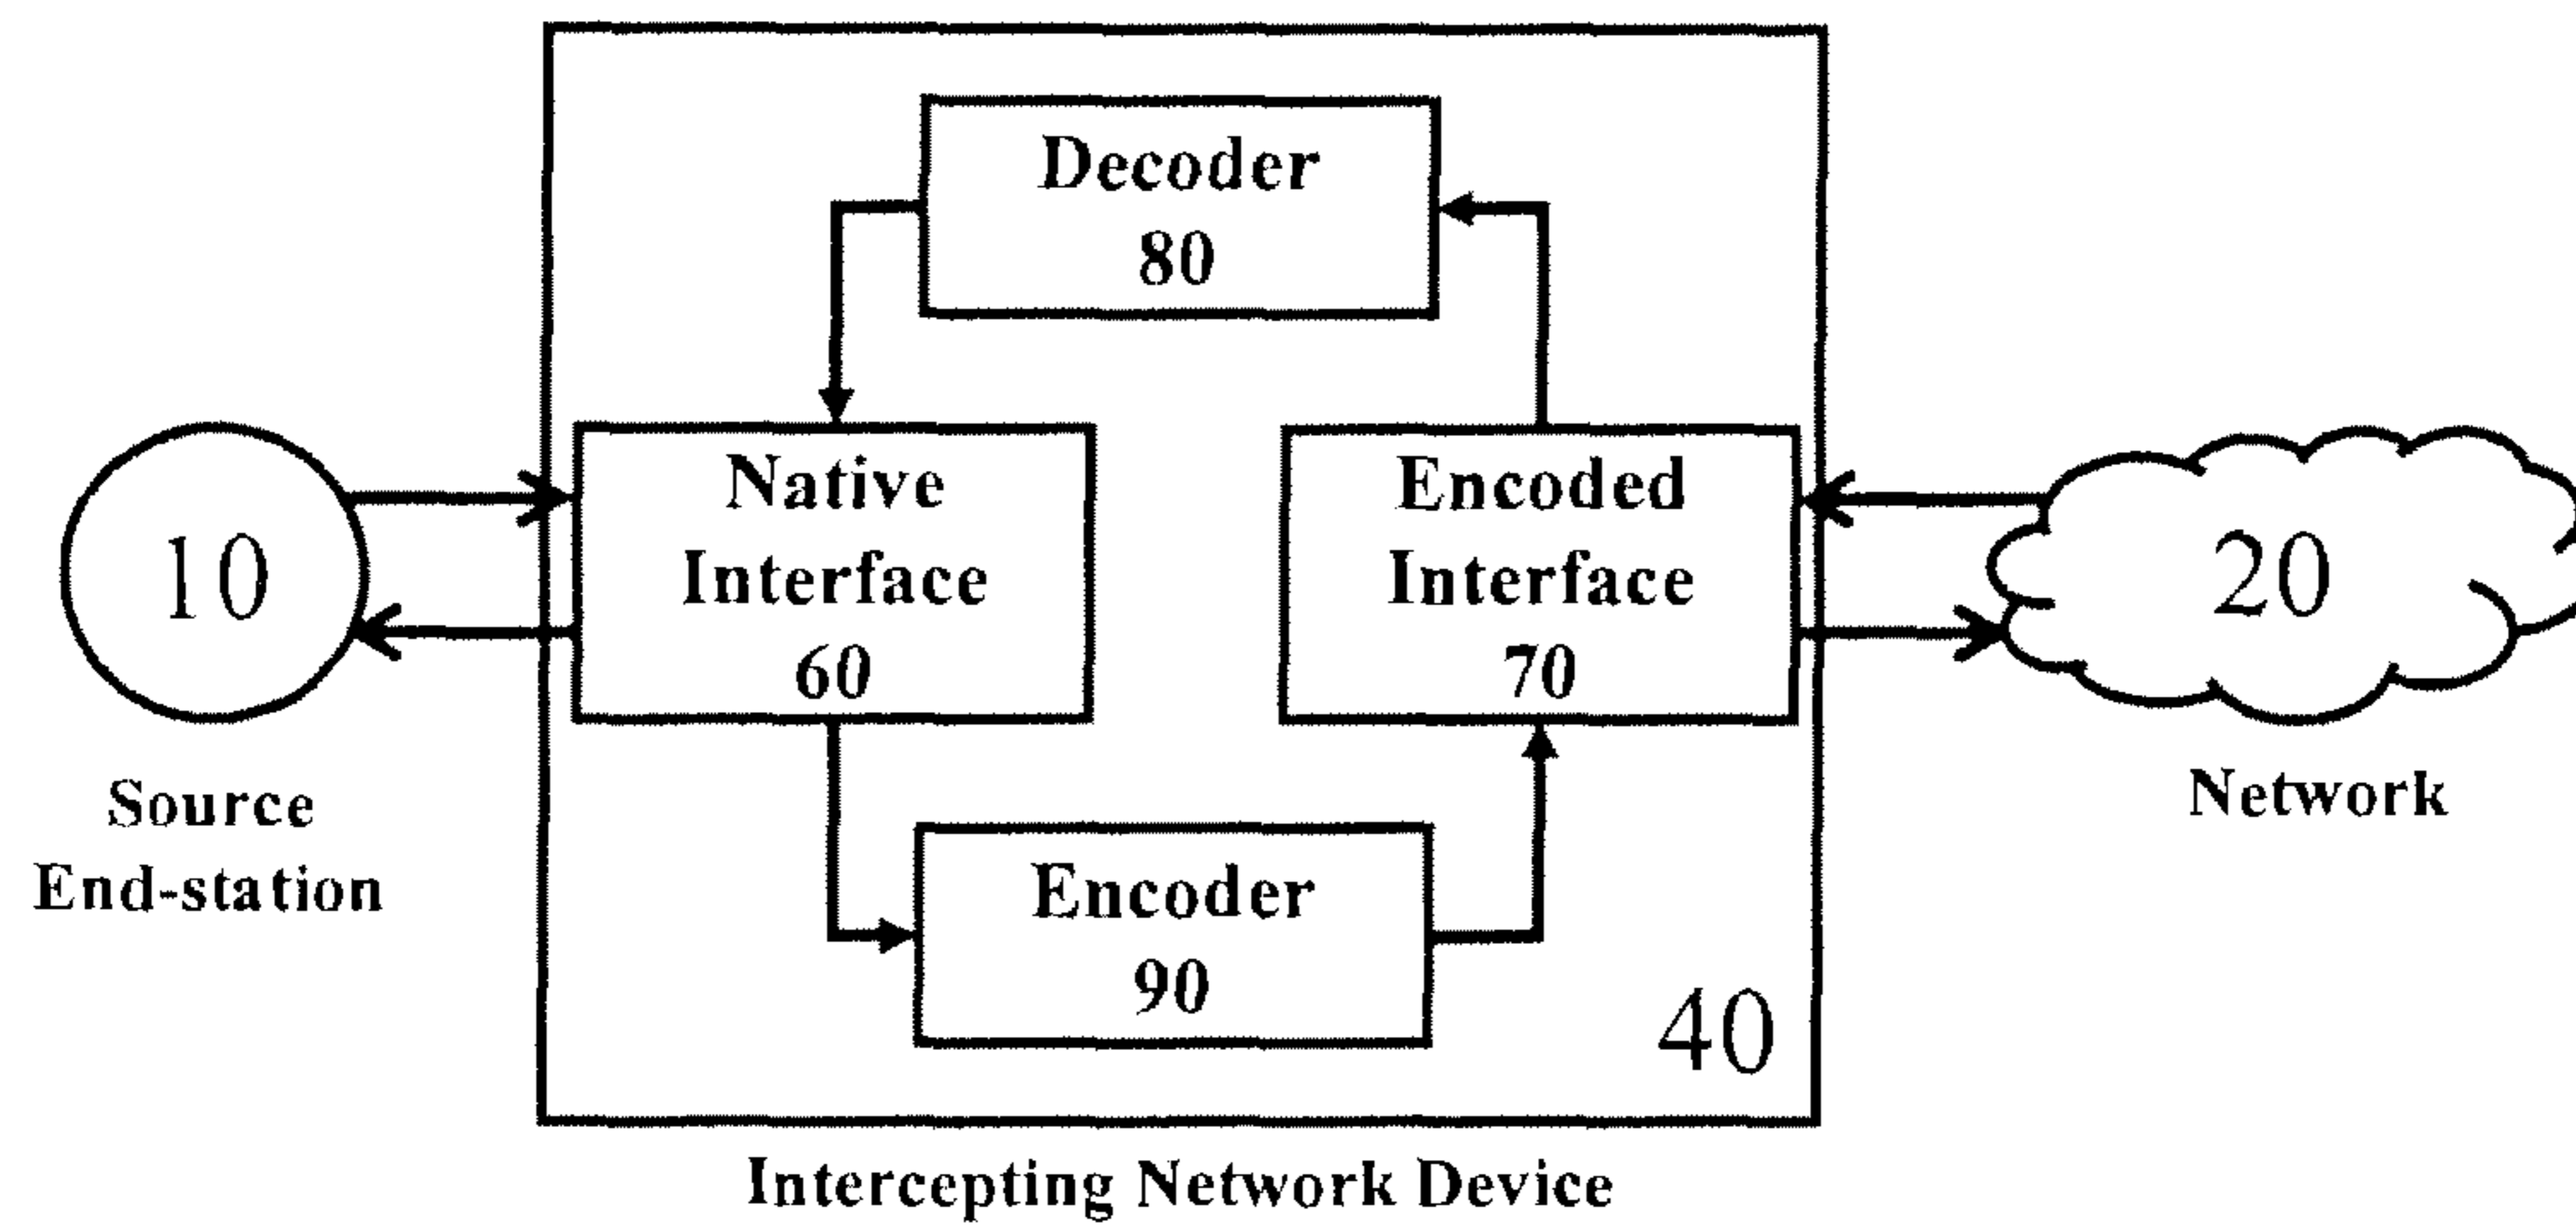 Decoder
80
Native
Interface
60
Encoded
Interface
70
10
20
Source
End-station
Network
Encoder
90
40
Intercepting Network Device